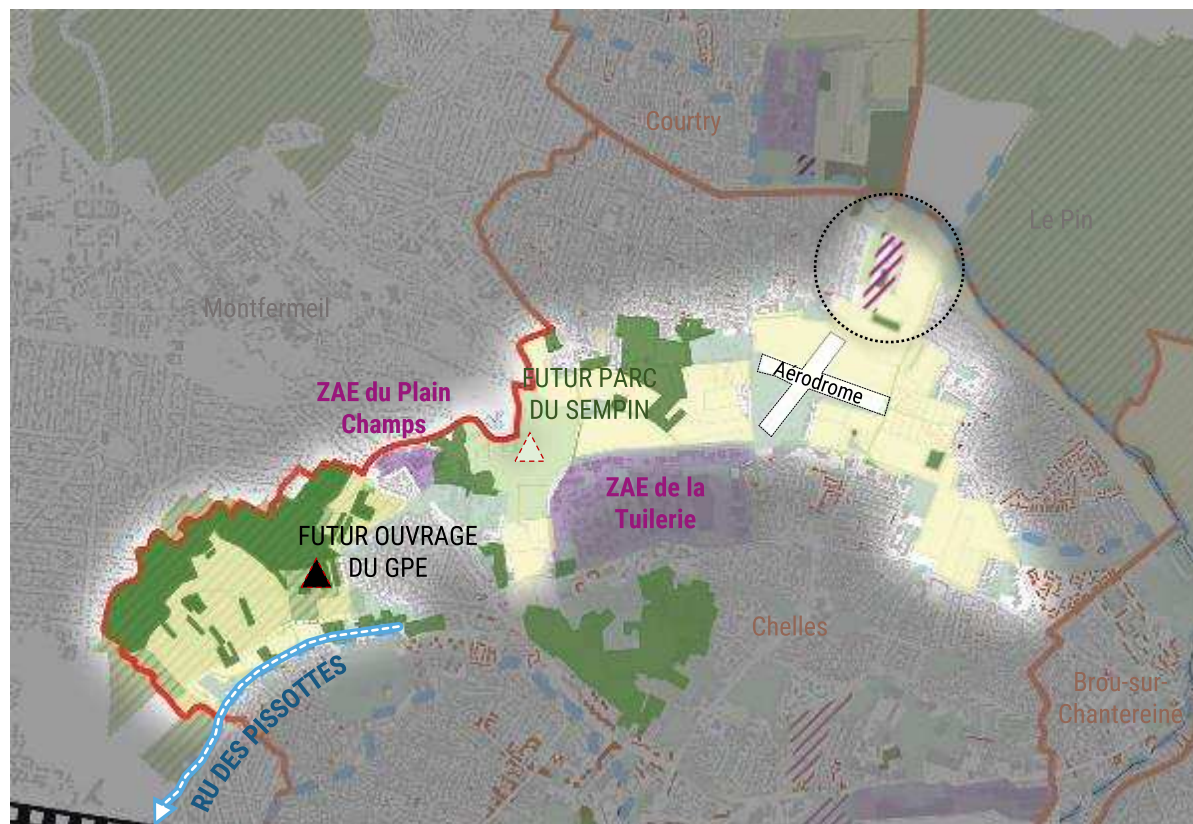 Courtry
Le Pin
Montfermeil
FUTUR PARC
DU SEMPIN
Aérodrome
ZAE du Plain
Champs
ZAE de la
Tuilerie
FUTUR OUVRAGE
DU GPE
Chelles
RU DES PISSOTTES
Brou-sur-
Chantereine